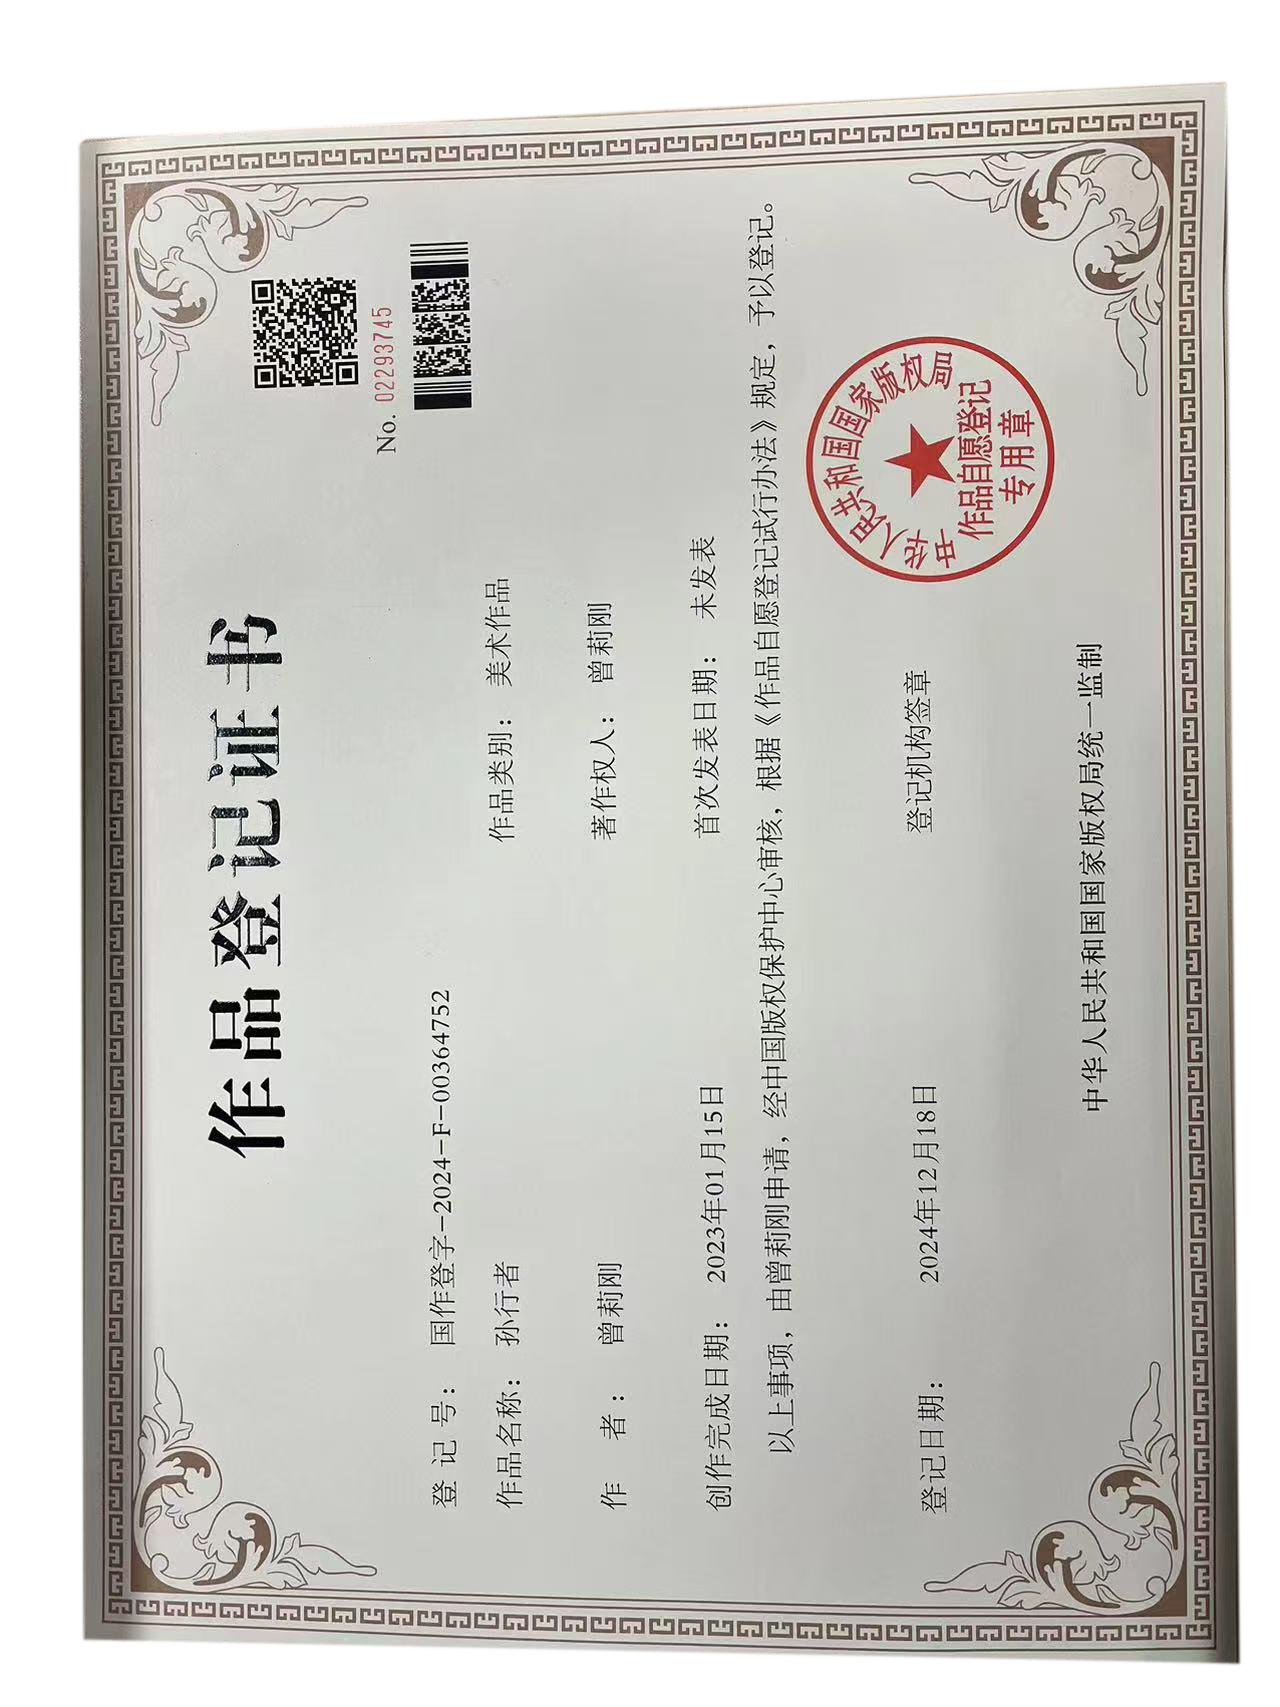 作品登记证书
No. 02293745
登 记 号： 国作登字-2024-F-00364752
作品名称： 孙行者 作品类别： 美术作品
作 者： 曾莉刚 著作权人： 曾莉刚
创作完成日期： 2023年01月15日 首次发表日期： 未发表
以上事项，由曾莉刚申请，经中国版权保护中心审核，根据《作品自愿登记试行办法》规定，予以登记。
登记日期： 2024年12月18日 登记机构签章
中华人民共和国国家版权局
作品自愿登记
专用章
中华人民共和国国家版权局统一监制